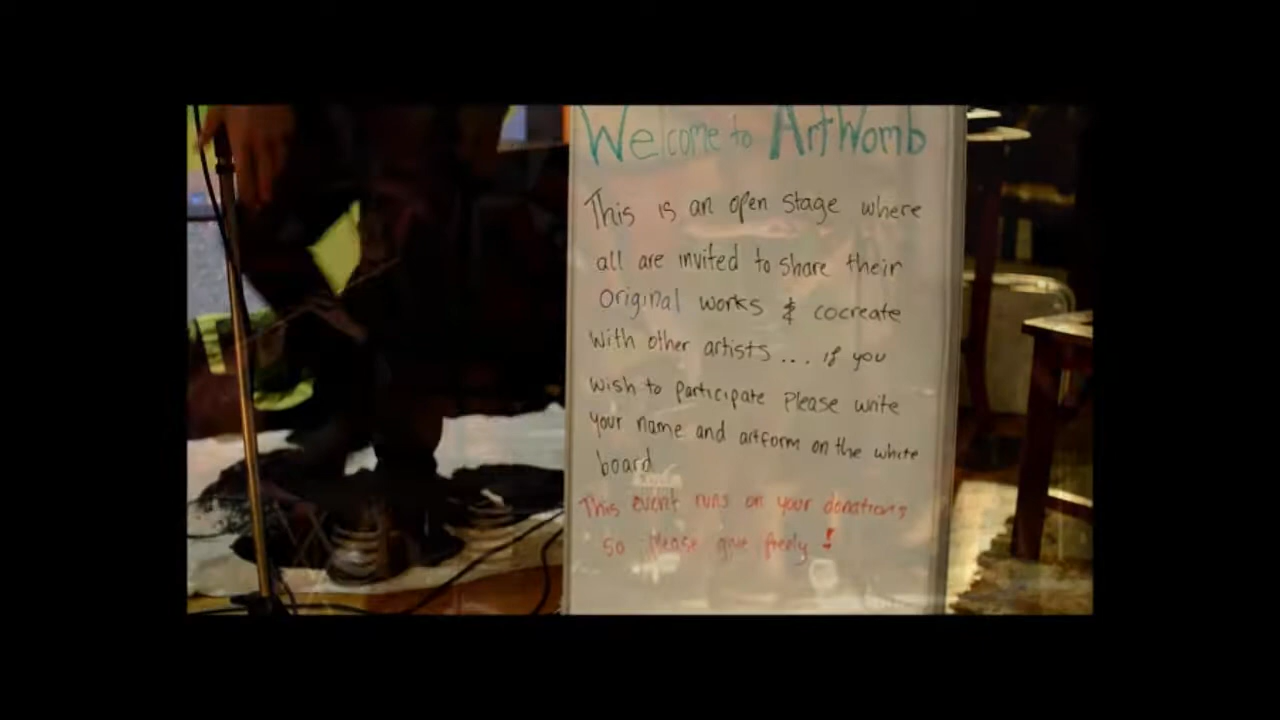 Welcome to ArtWomb
This is an open stage where
all are invited to share their
original works & cocreate
with other artists... if you
wish to participate please write
your name and artform on the white
board
This event runs on your donations
so please give freely!